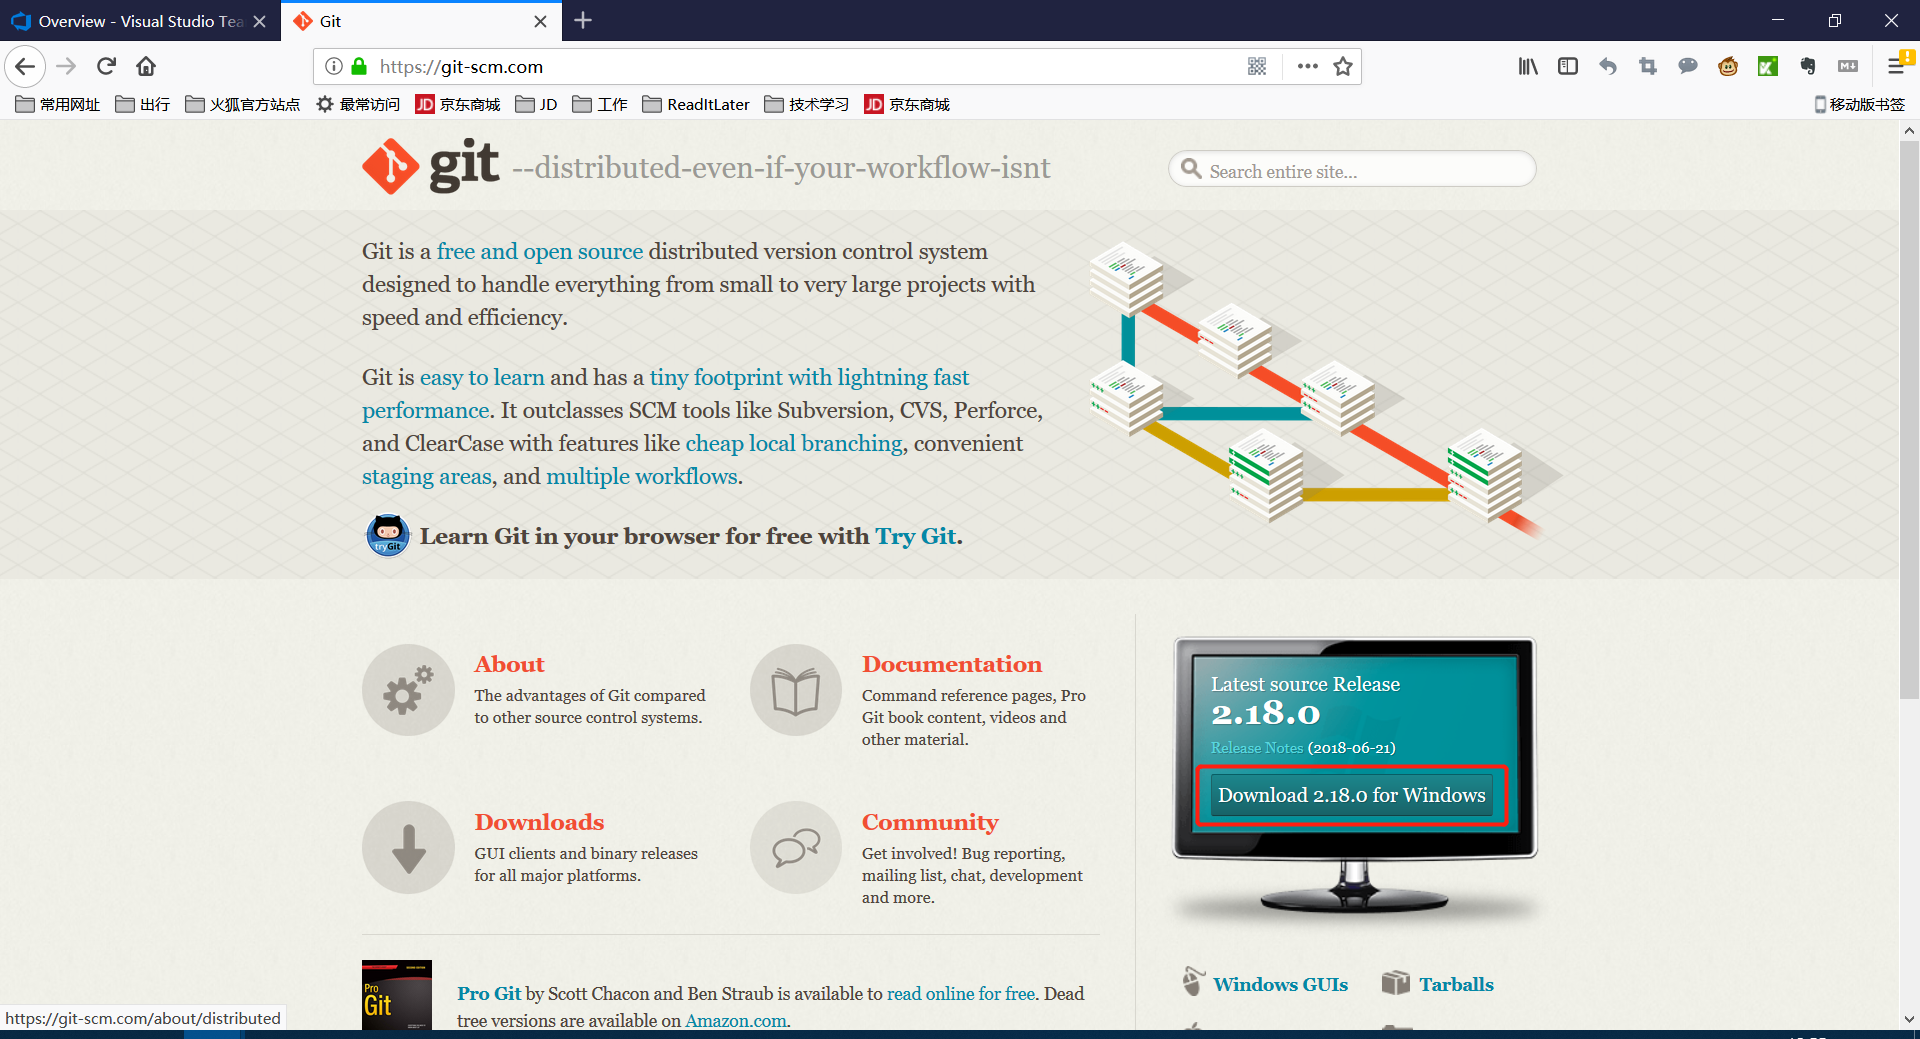 Overview - Visual Studio Tea
Git
https://git-scm.com
常用网址
出行
火狐官方站点
最常访问
JD 京东商城
JD
工作
ReadItLater
技术学习
JD 京东商城
移动版书签
git --distributed-even-if-your-workflow-isnt
Search entire site...
Git is a free and open source distributed version control system
designed to handle everything from small to very large projects with
speed and efficiency.
Git is easy to learn and has a tiny footprint with lightning fast
performance. It outclasses SCM tools like Subversion, CVS, Perforce,
and ClearCase with features like cheap local branching, convenient
staging areas, and multiple workflows.
tryGit
Learn Git in your browser for free with Try Git.
About
The advantages of Git compared
to other source control systems.
Documentation
Command reference pages, Pro
Git book content, videos and
other material.
Downloads
GUI clients and binary releases
for all major platforms.
Community
Get involved! Bug reporting,
mailing list, chat, development
and more.
Latest source Release
2.18.0
Release Notes (2018-06-21)
Download 2.18.0 for Windows
Windows GUIs
Tarballs
Pro
Git
Pro Git by Scott Chacon and Ben Straub is available to read online for free. Dead
tree versions are available on Amazon.com.
https://git-scm.com/about/distributed